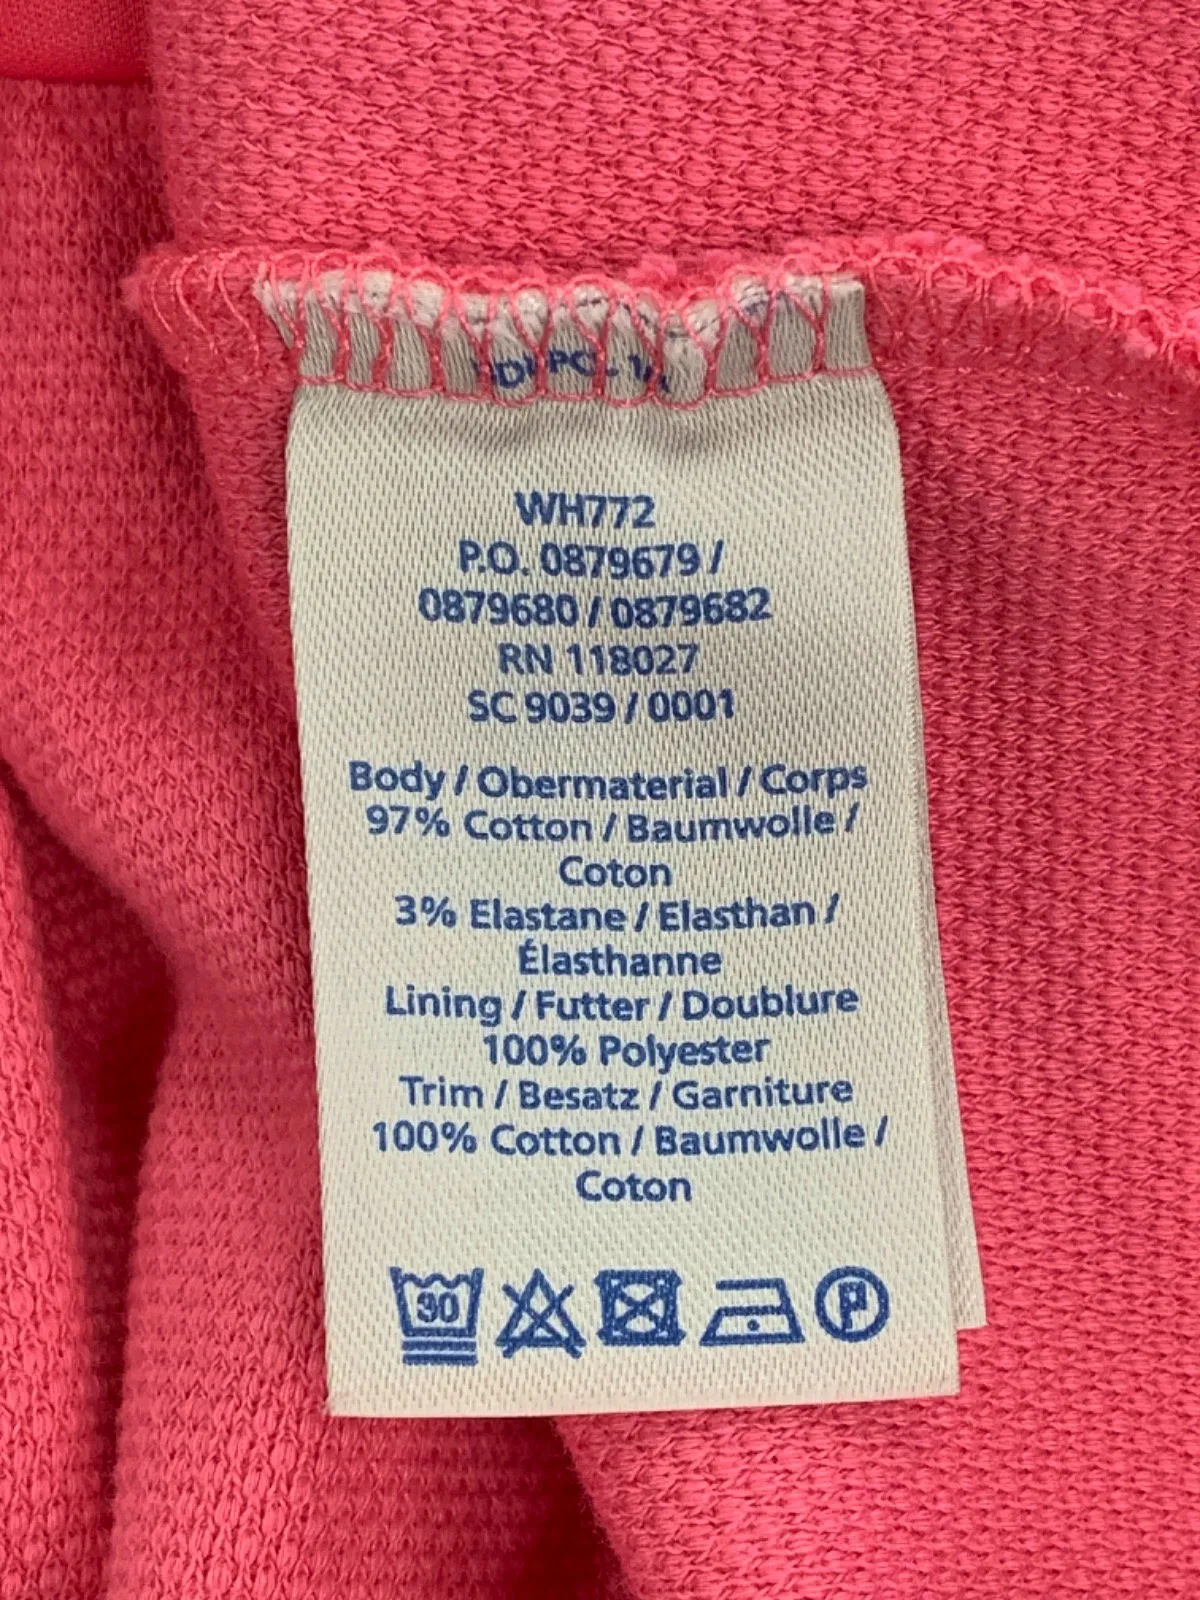 WH772
P.O. 0879679 /
0879680 / 0879682
RN 118027
SC 9039 / 0001
Body / Obermaterial / Corps
97% Cotton / Baumwolle /
Coton
3% Elastane / Elasthan /
Élasthanne
Lining / Futter / Doublure
100% Polyester
Trim / Besatz / Garniture
100% Cotton / Baumwolle /
Coton
30
P